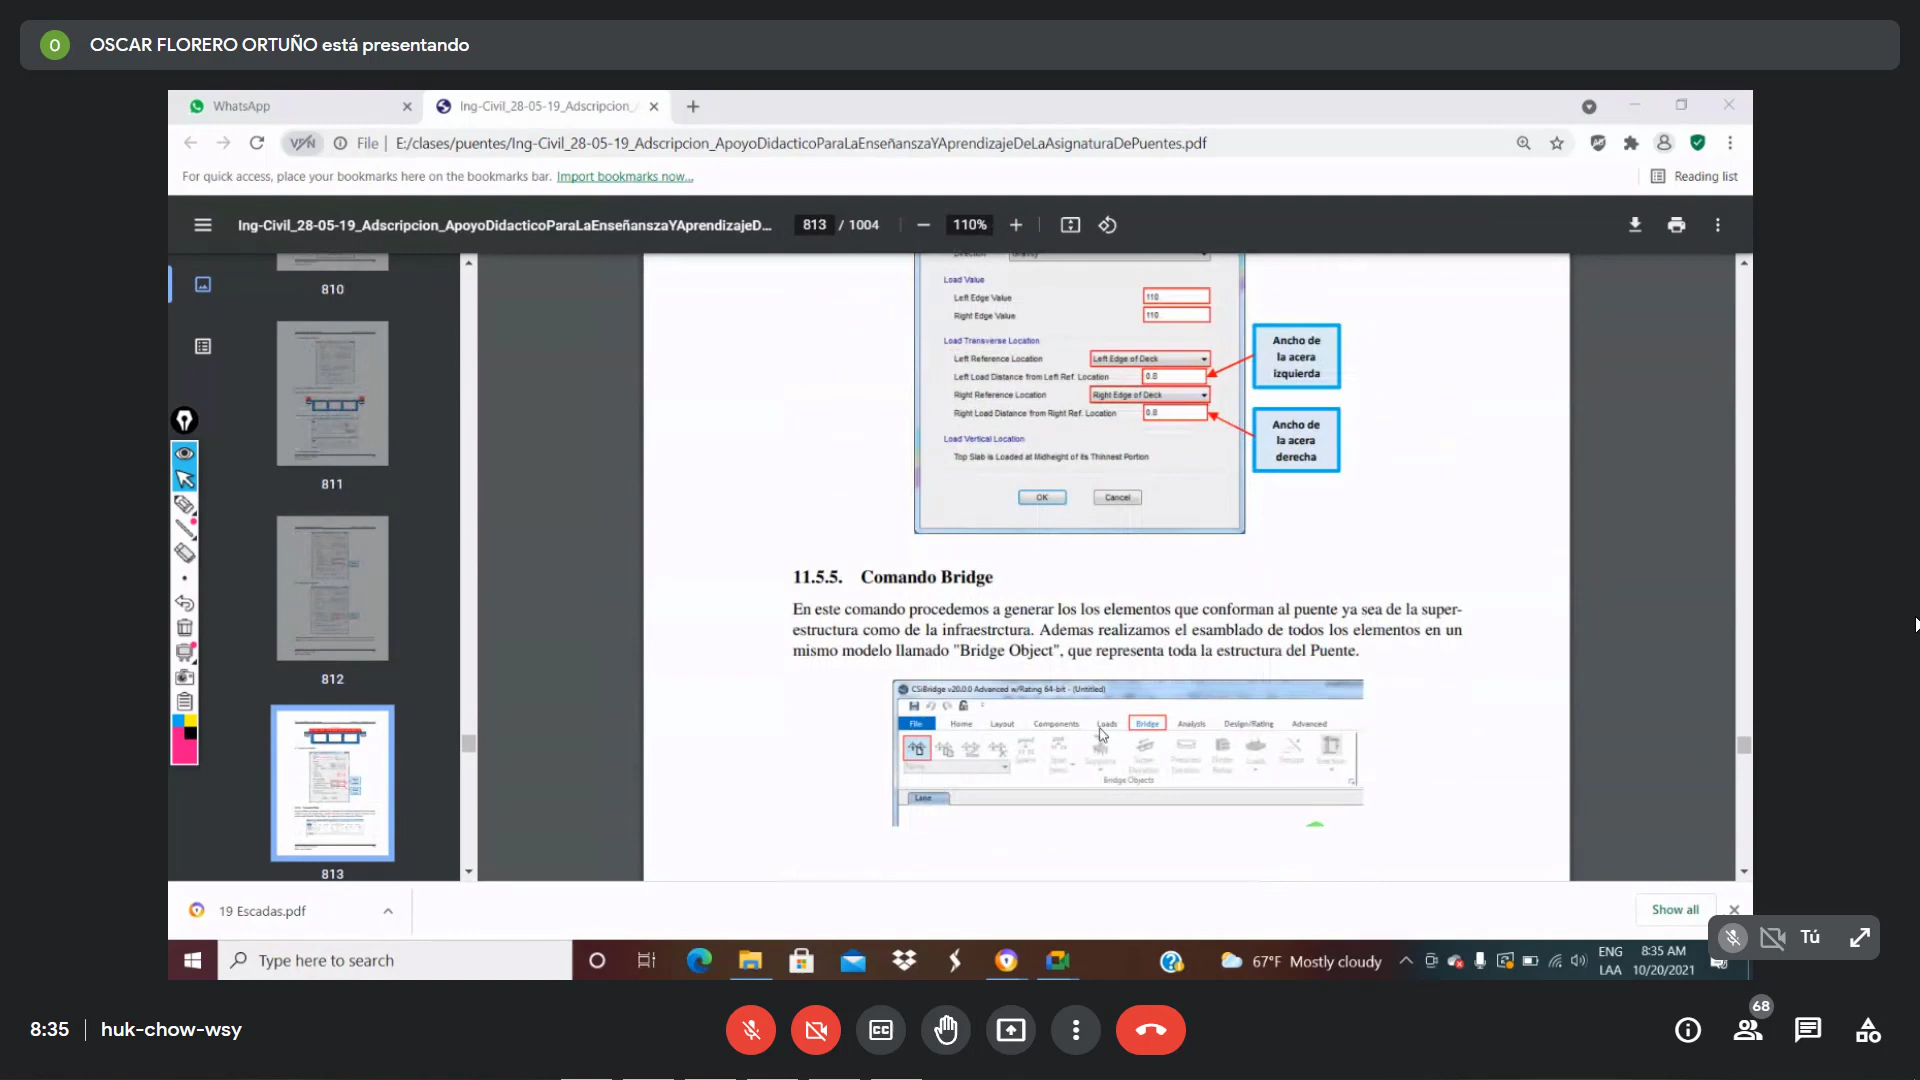 O OSCAR FLORERO ORTUÑO está presentando
WhatsApp
Ing-Civil_28-05-19_Adscripcion_
VPN File E:/clases/puentes/Ing-Civil_28-05-19_Adscripcion_ApoyoDidacticoParaLaEnseñanszaYAprendizajeDeLaAsignaturaDePuentes.pdf
For quick access, place your bookmarks here on the bookmarks bar. Import bookmarks now...
Reading list
Ing-Civil_28-05-19_Adscripcion_ApoyoDidacticoParaLaEnseñanszaYAprendizajeD... 813 / 1004 110%
810
811
812
813
Load Value
Left Edge Value 110
Right Edge Value 110
Load Transverse Location
Left Reference Location Left Edge of Deck
Left Load Distance from Left Ref. Location 0.8
Right Reference Location Right Edge of Deck
Right Load Distance from Right Ref. Location 0.8
Load Vertical Location
Top Slab is Loaded at Midheight of its Thinnest Portion
OK Cancel
Ancho de
la acera
izquierda
Ancho de
la acera
derecha
11.5.5. Comando Bridge
En este comando procedemos a generar los los elementos que conforman al puente ya sea de la super-
estructura como de la infraestrctura. Ademas realizamos el esamblado de todos los elementos en un
mismo modelo llamado "Bridge Object", que representa toda la estructura del Puente.
CSiBridge v20.0.0 Advanced w/Rating 64-bit - (Untitled)
File Home Layout Components Loads Bridge Analysis Design/Rating Advanced
Bridge Objects
Lane
19 Escadas.pdf
Show all
Tú
Type here to search
67°F Mostly cloudy
ENG
LAA
8:35 AM
10/20/2021
8:35 huk-chow-wsy
68